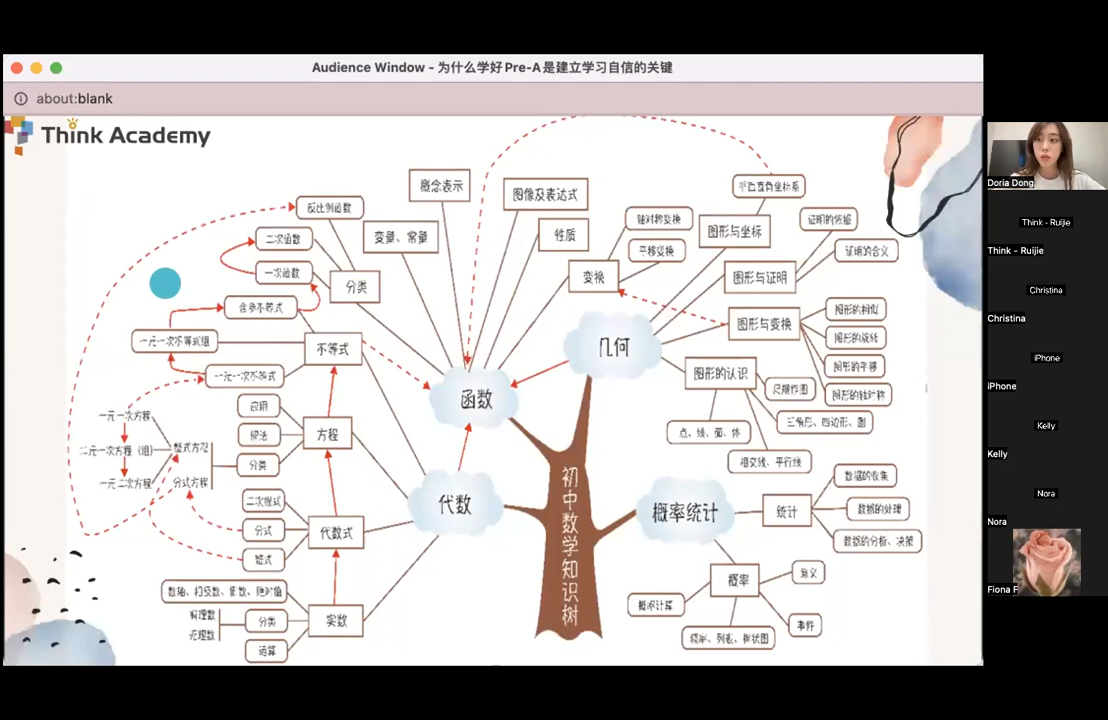 Audience Window - 为什么学好 Pre-A 是建立学习自信的关键
about:blank
Think Academy
概念表示
图像及表达式
平面直角坐标系
反比例函数
轴对称变换
证明的依据
二次函数
变量、常量
性质
图形与坐标
平移变换
证明的含义
一次函数
分类
变换
图形与证明
含参不等式
图形的相似
图形与变换
一元一次不等式组
不等式
几何
图形的旋转
图形的平移
一元一次不等式
图形的认识
尺规作图
图形的轴对称
函数
应用
一元一次方程
三角形、四边形、圆
解法
方程
点、线、面、体
二元一次方程(组)
整式方程
分类
相交线、平行线
一元二次方程
分式方程
数据的收集
二次根式
代数
初中数学知识树
概率统计
统计
数据的处理
分式
代数式
数据的分析、决策
整式
概率
意义
数轴、相反数、倒数、绝对值
概率计算
有理数
分类
实数
事件
无理数
频率、列表、树状图
运算
Doria Dong
Think - Ruijie
Think - Ruijie
Christina
Christina
iPhone
iPhone
Kelly
Kelly
Nora
Nora
Fiona F